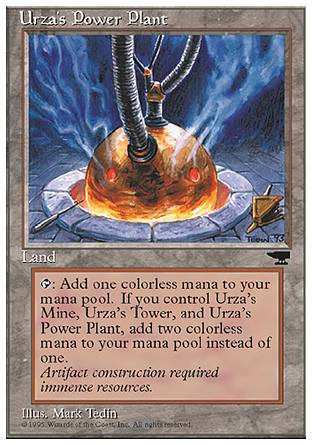 Urza's Power Plant
TEDIN '93
Land
: Add one colorless mana to your
mana pool. If you control Urza's
Mine, Urza's Tower, and Urza's
Power Plant, add two colorless
mana to your mana pool instead of
one.
Artifact construction required
immense resources.
Illus. Mark Tedin
© 1995 Wizards of the Coast, Inc. All rights reserved.